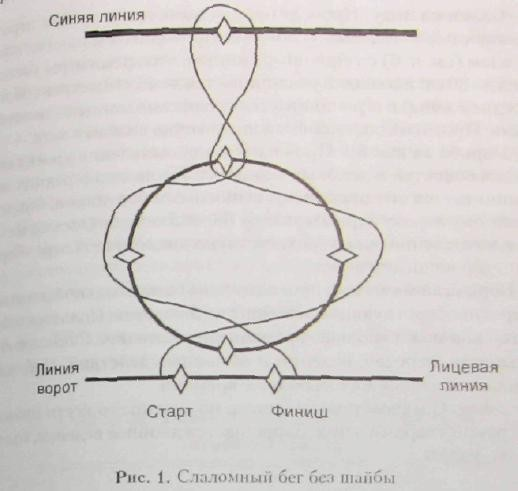 Синяя линия
Линия
ворот
Лицевая
линия
Старт
Финиш
Рис. 1. Слаломный бег без шайбы